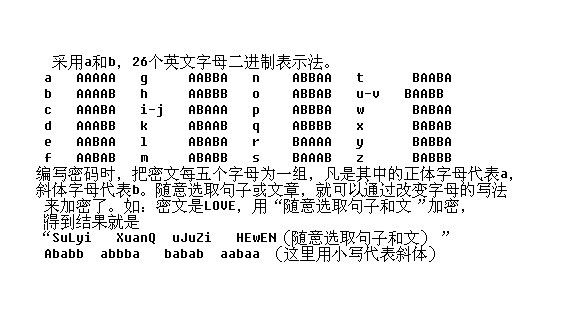 采用a和b，26个英文字母二进制表示法。
a AAAAA g AABBA n ABBAA t BAABA
b AAAAB h AABBB o ABBAB u-v BAABB
c AAABA i-j ABAAA p ABBBA w BABAA
d AAABB k ABAAB q ABBBB x BABAB
e AABAA l ABABA r BAAAA y BABBA
f AABAB m ABABB s BAAAB z BABBB
编写密码时，把密文每五个字母为一组，凡是其中的正体字母代表a，
斜体字母代表b。随意选取句子或文章，就可以通过改变字母的写法
来加密了。如：密文是LOVE，用“随意选取句子和文 ”加密，
得到结果就是
“SuLyi XuanQ uJuZi HEwEN（随意选取句子和文） ”
Ababb abbba babab aabaa （这里用小写代表斜体）